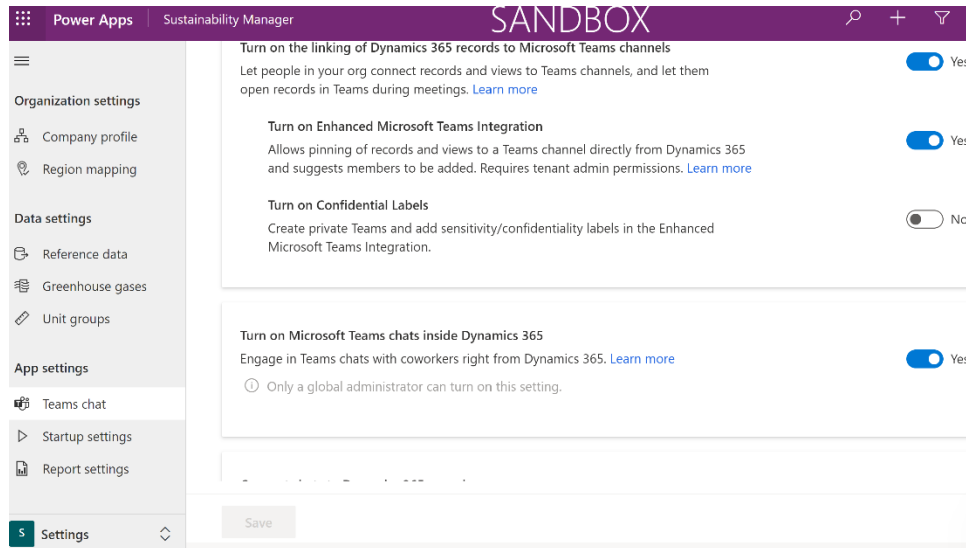 Power Apps
Sustainability Manager
SANDBOX
Organization settings
Company profile
Region mapping
Data settings
Reference data
Greenhouse gases
Unit groups
App settings
Teams chat
Startup settings
Report settings
S
Settings
Turn on the linking of Dynamics 365 records to Microsoft Teams channels
Yes
Let people in your org connect records and views to Teams channels, and let them
open records in Teams during meetings. Learn more
Turn on Enhanced Microsoft Teams Integration
Yes
Allows pinning of records and views to a Teams channel directly from Dynamics 365
and suggests members to be added. Requires tenant admin permissions. Learn more
Turn on Confidential Labels
No
Create private Teams and add sensitivity/confidentiality labels in the Enhanced
Microsoft Teams Integration.
Turn on Microsoft Teams chats inside Dynamics 365
Engage in Teams chats with coworkers right from Dynamics 365. Learn more
Yes
Only a global administrator can turn on this setting.
Save